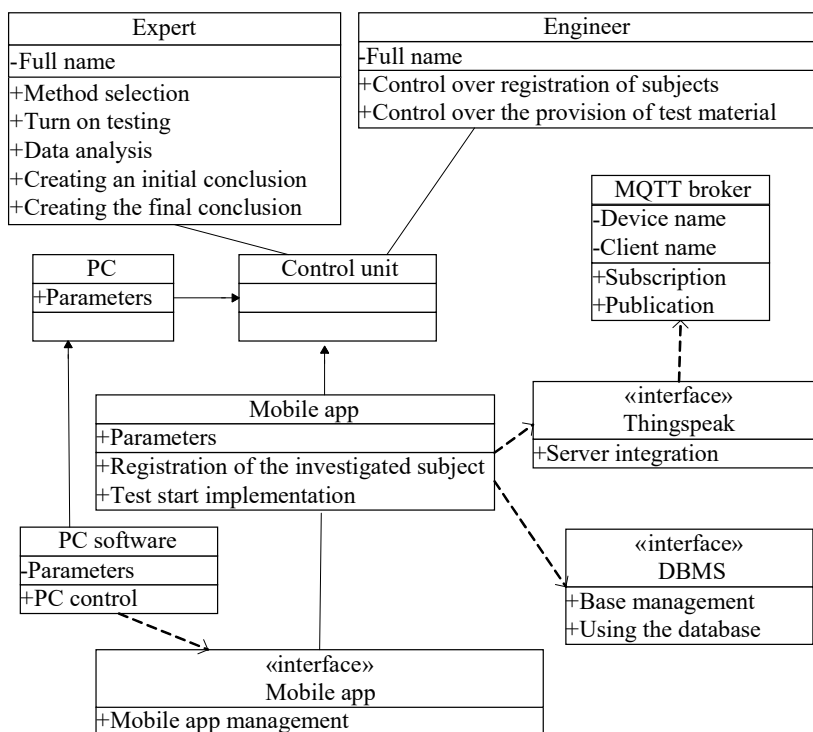 Expert
-Full name
+Method selection
+Turn on testing
+Data analysis
+Creating an initial conclusion
+Creating the final conclusion
Engineer
-Full name
+Control over registration of subjects
+Control over the provision of test material
MQTT broker
-Device name
-Client name
+Subscription
+Publication
PC
+Parameters
Control unit
Mobile app
+Parameters
+Registration of the investigated subject
+Test start implementation
«interface»
Thingspeak
+Server integration
PC software
-Parameters
+PC control
«interface»
DBMS
+Base management
+Using the database
«interface»
Mobile app
+Mobile app management